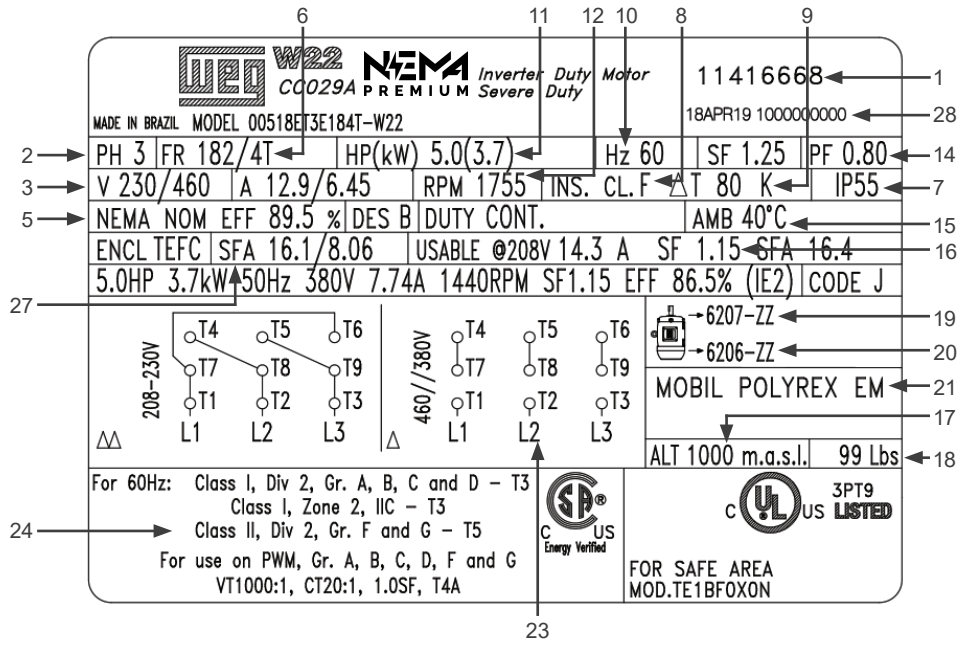 6 11 12 10 8 9
WEG W22 NEMA Inverter Duty Motor 11416668 1
CC029A PREMIUM Severe Duty
18APR19 1000000000 28
MADE IN BRAZIL MODEL 00518ET3E184T-W22
2 PH 3 FR 182/4T HP(kW) 5.0(3.7) Hz 60 SF 1.25 PF 0.80 14
3 V 230/460 A 12.9/6.45 RPM 1755 INS. CL. F Δ T 80 K IP55 7
5 NEMA NOM EFF 89.5 % DES B DUTY CONT. AMB 40°C 15
ENCL TEFC SFA 16.1/8.06 USABLE @208V 14.3 A SF 1.15 SFA 16.4 16
27 5.0HP 3.7kW 50Hz 380V 7.74A 1440RPM SF1.15 EFF 86.5% (IE2) CODE J
208-230V
T4 T5 T6
T7 T8 T9
T1 T2 T3
L1 L2 L3
ΔΔ
460//380V
T4 T5 T6
T7 T8 T9
T1 T2 T3
L1 L2 L3
Δ
6207-ZZ 19
6206-ZZ 20
MOBIL POLYREX EM 21
17
ALT 1000 m.a.s.l. 99 Lbs 18
24
For 60Hz: Class I, Div 2, Gr. A, B, C and D - T3
Class I, Zone 2, IIC - T3
Class II, Div 2, Gr. F and G - T5
For use on PWM, Gr. A, B, C, D, F and G
VT1000:1, CT20:1, 1.0SF, T4A
SA ®
C US
Energy Verified
C UL US ® 3PT9
LISTED
FOR SAFE AREA
MOD.TE1BFOXON
23